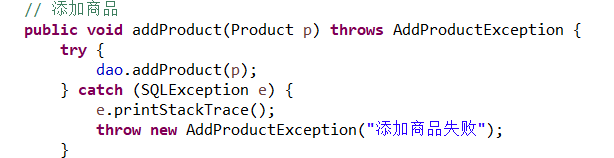 // 添加商品
public void addProduct(Product p) throws AddProductException {
try {
dao.addProduct(p);
} catch (SQLException e) {
e.printStackTrace();
throw new AddProductException("添加商品失败");
}